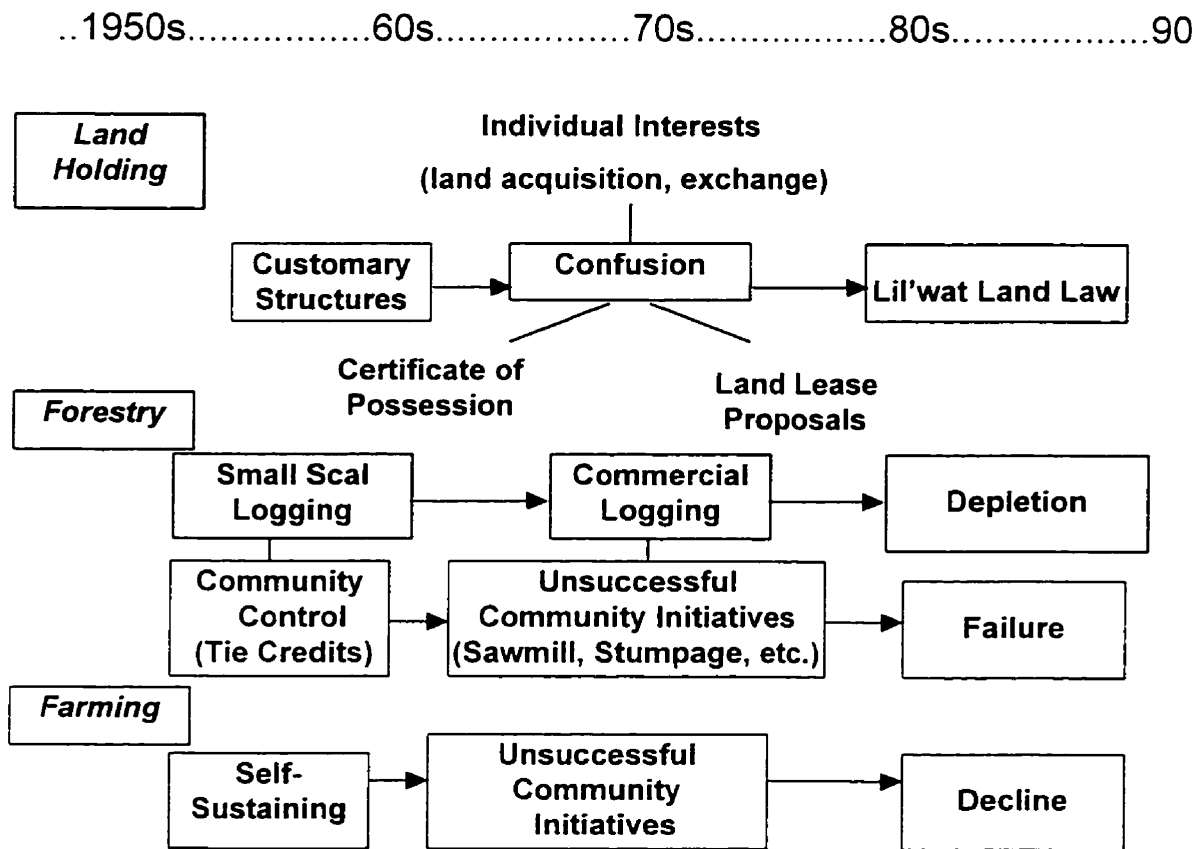 ..1950s................60s.................70s................80s.................90
Land
Holding
Individual Interests
(land acquisition, exchange)
Customary
Structures
Confusion
Lil'wat Land Law
Certificate of
Possession
Land Lease
Proposals
Forestry
Small Scal
Logging
Commercial
Logging
Depletion
Community
Control
(Tie Credits)
Unsuccessful
Community Initiatives
(Sawmill, Stumpage, etc.)
Failure
Farming
Self-
Sustaining
Unsuccessful
Community
Initiatives
Decline